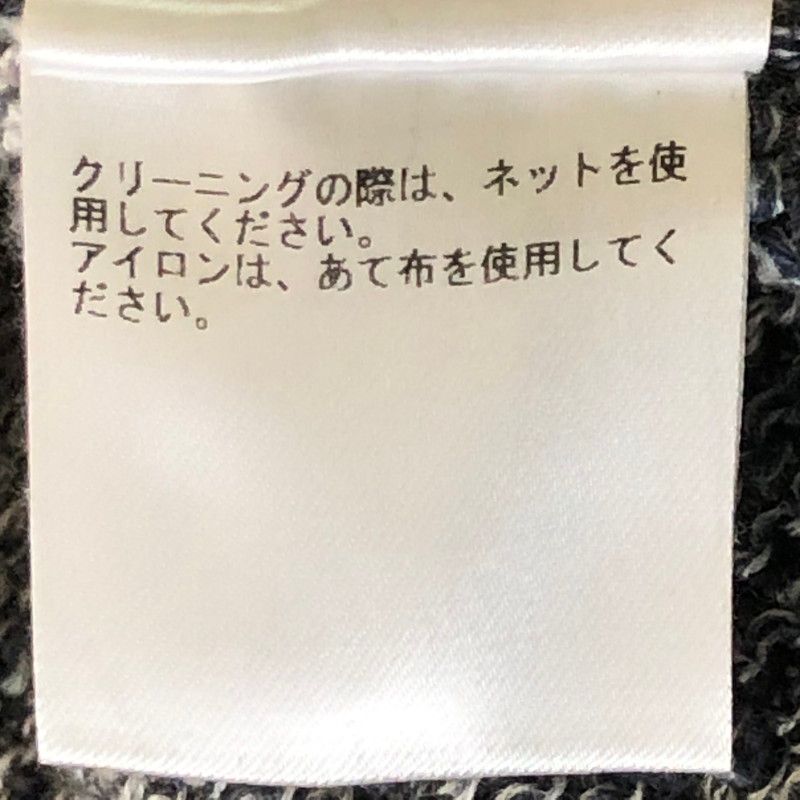 クリーニングの際は、ネットを使
用してください。
アイロンは、あて布を使用してく
ださい。